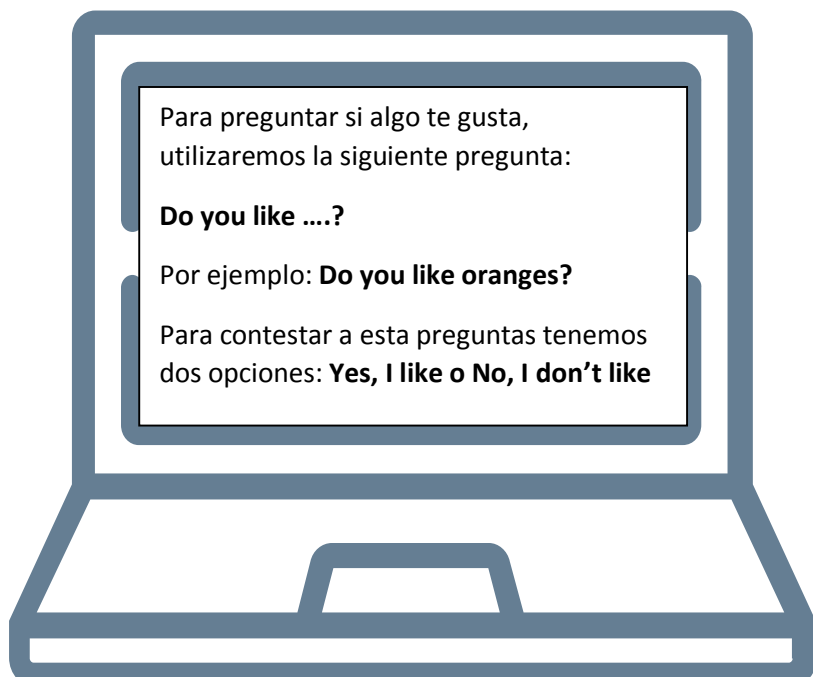 Para preguntar si algo te gusta,
utilizaremos la siguiente pregunta:
Do you like ….?
Por ejemplo: Do you like oranges?
Para contestar a esta preguntas tenemos
dos opciones: Yes, I like o No, I don’t like